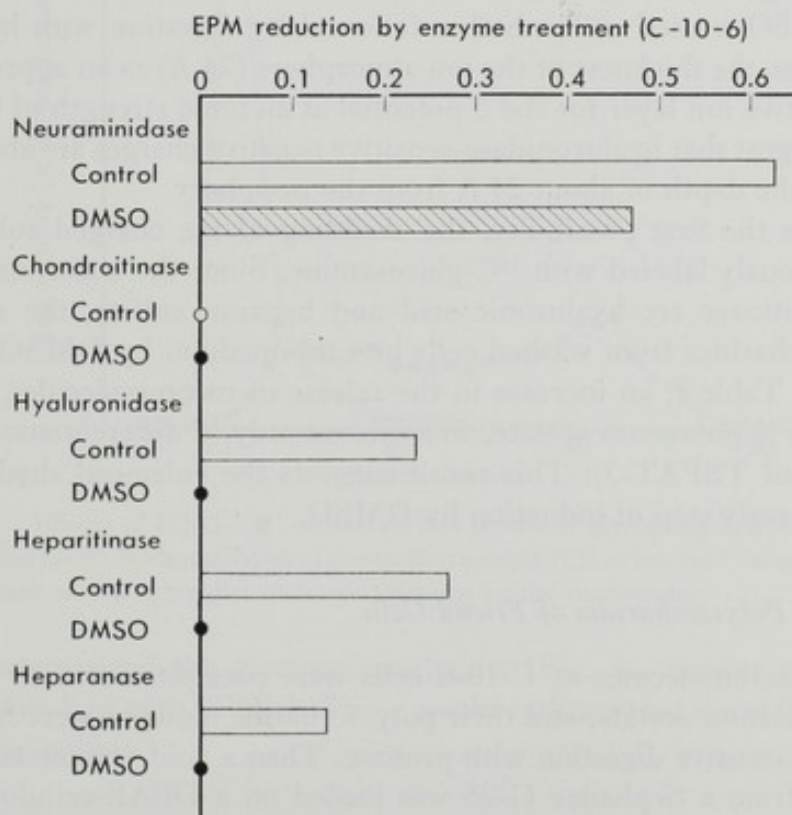 EPM reduction by enzyme treatment (C-10-6)
0 0.1 0.2 0.3 0.4 0.5 0.6
Neuraminidase
Control
DMSO
Chondroitinase
Control
DMSO
Hyaluronidase
Control
DMSO
Heparitinase
Control
DMSO
Heparanase
Control
DMSO